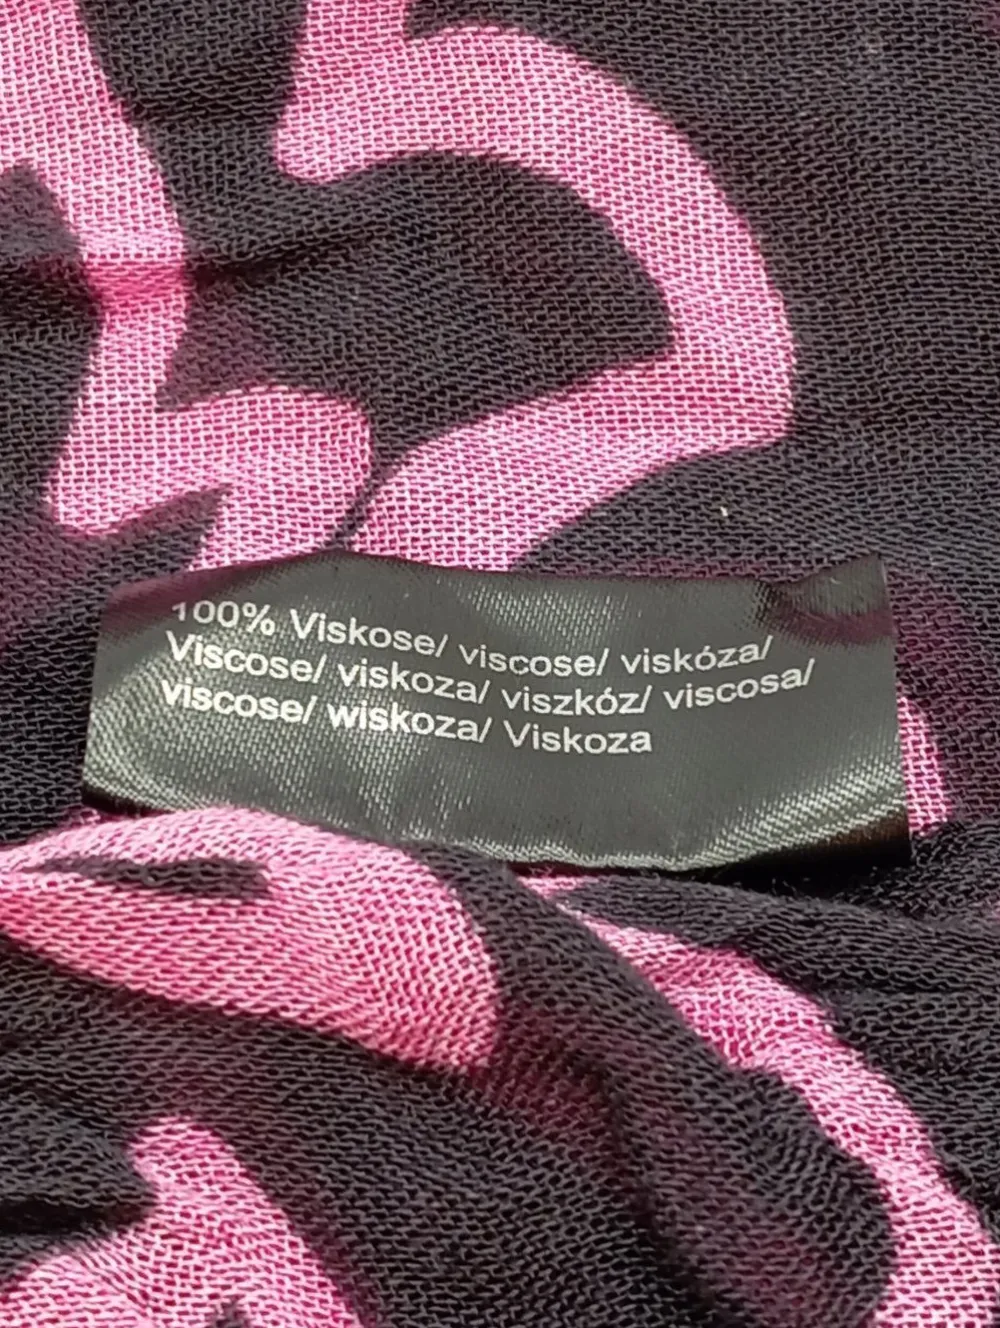 100% Viskose/ viscose/ viskóza/
Viscose/ viskoza/ viszkóz/ viscosa/
viscose/ wiskoza/ Viskoza